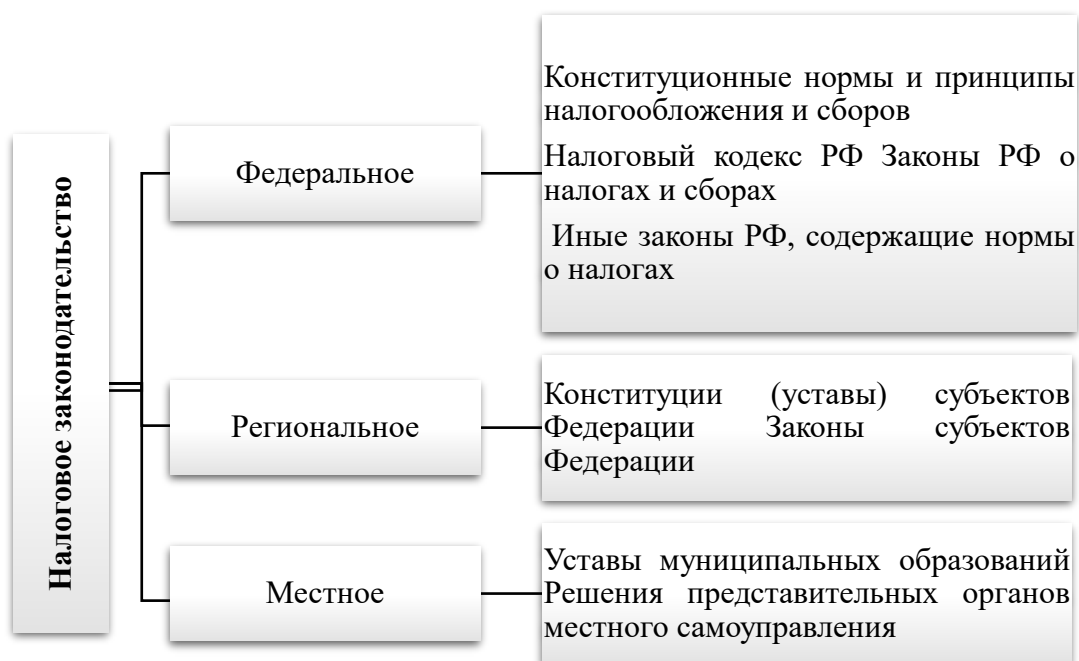 Налоговое законодательство
Федеральное
Конституционные нормы и принципы
налогообложения и сборов
Налоговый кодекс РФ Законы РФ о
налогах и сборах
Иные законы РФ, содержащие нормы
о налогах
Региональное
Конституции (уставы) субъектов
Федерации Законы субъектов
Федерации
Местное
Уставы муниципальных образований
Решения представительных органов
местного самоуправления